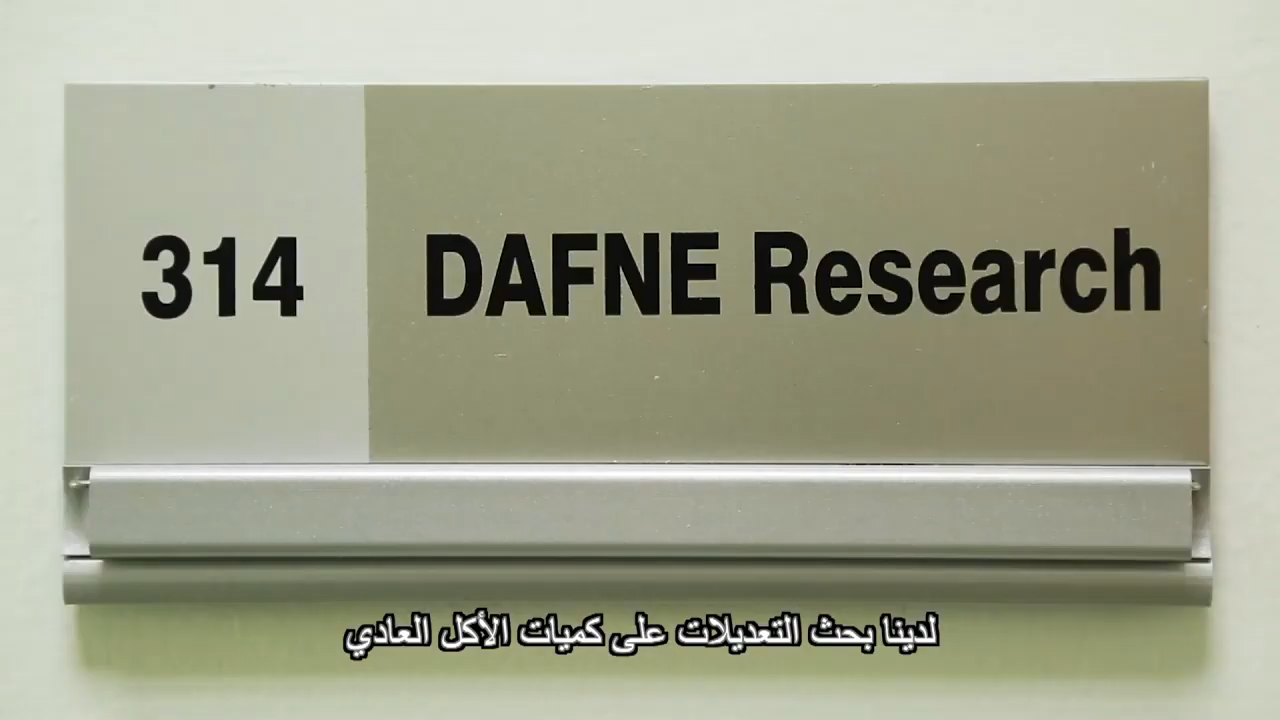 314 DAFNE Research
لدينا بحث التعديلات على كميات الأكل العادي